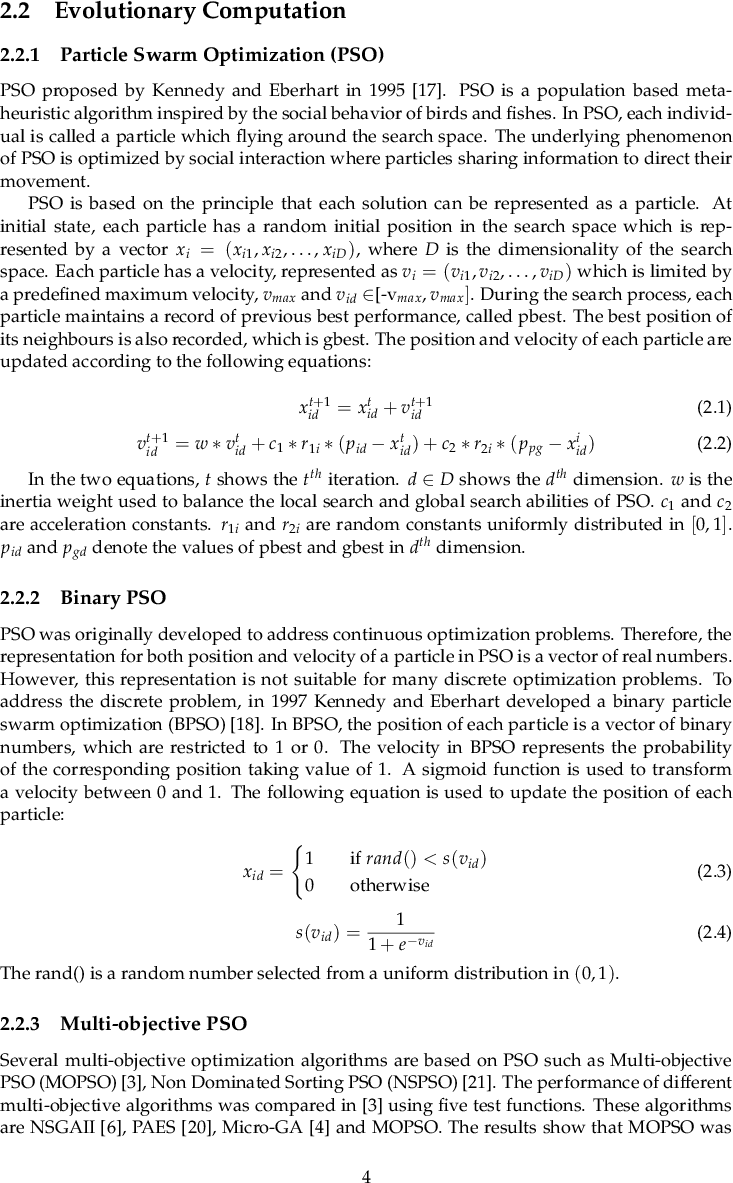 2.2 Evolutionary Computation
2.2.1 Particle Swarm Optimization (PSO)
PSO proposed by Kennedy and Eberhart in 1995 [17]. PSO is a population based meta-
heuristic algorithm inspired by the social behavior of birds and fishes. In PSO, each individ-
ual is called a particle which flying around the search space. The underlying phenomenon
of PSO is optimized by social interaction where particles sharing information to direct their
movement.
PSO is based on the principle that each solution can be represented as a particle. At
initial state, each particle has a random initial position in the search space which is rep-
resented by a vector x_i = (x_{i1}, x_{i2}, . . . , x_{iD}), where D is the dimensionality of the search
space. Each particle has a velocity, represented as v_i = (v_{i1}, v_{i2}, . . . , v_{iD}) which is limited by
a predefined maximum velocity, v_{max} and v_{id} ∈[-v_{max}, v_{max}]. During the search process, each
particle maintains a record of previous best performance, called pbest. The best position of
its neighbours is also recorded, which is gbest. The position and velocity of each particle are
updated according to the following equations:
x_{id}^{t+1} = x_{id}^{t} + v_{id}^{t+1} (2.1)
v_{id}^{t+1} = w ∗ v_{id}^{t} + c_1 ∗ r_{1i} ∗ (p_{id} − x_{id}^{t}) + c_2 ∗ r_{2i} ∗ (p_{pg} − x_{id}^{i}) (2.2)
In the two equations, t shows the t^{th} iteration. d ∈ D shows the d^{th} dimension. w is the
inertia weight used to balance the local search and global search abilities of PSO. c_1 and c_2
are acceleration constants. r_{1i} and r_{2i} are random constants uniformly distributed in [0, 1].
p_{id} and p_{gd} denote the values of pbest and gbest in d^{th} dimension.
2.2.2 Binary PSO
PSO was originally developed to address continuous optimization problems. Therefore, the
representation for both position and velocity of a particle in PSO is a vector of real numbers.
However, this representation is not suitable for many discrete optimization problems. To
address the discrete problem, in 1997 Kennedy and Eberhart developed a binary particle
swarm optimization (BPSO) [18]. In BPSO, the position of each particle is a vector of binary
numbers, which are restricted to 1 or 0. The velocity in BPSO represents the probability
of the corresponding position taking value of 1. A sigmoid function is used to transform
a velocity between 0 and 1. The following equation is used to update the position of each
particle:
x_{id} = { 1 if rand() < s(v_{id})
0 otherwise (2.3)
s(v_{id}) = 1 / (1 + e^{−v_{id}}) (2.4)
The rand() is a random number selected from a uniform distribution in (0, 1).
2.2.3 Multi-objective PSO
Several multi-objective optimization algorithms are based on PSO such as Multi-objective
PSO (MOPSO) [3], Non Dominated Sorting PSO (NSPSO) [21]. The performance of different
multi-objective algorithms was compared in [3] using five test functions. These algorithms
are NSGAII [6], PAES [20], Micro-GA [4] and MOPSO. The results show that MOPSO was
4